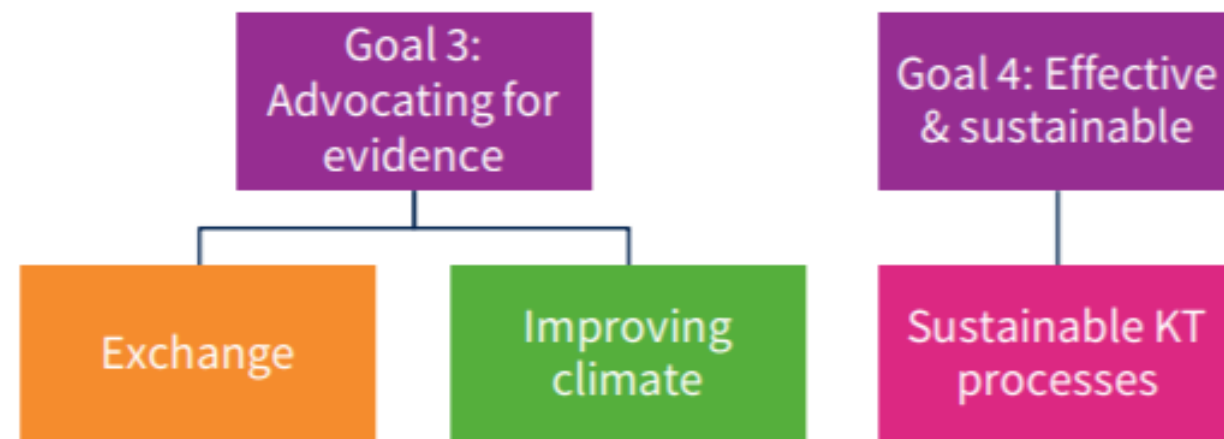 Goal 3:
Advocating for
evidence
Goal 4: Effective
& sustainable
Exchange
Improving
climate
Sustainable KT
processes